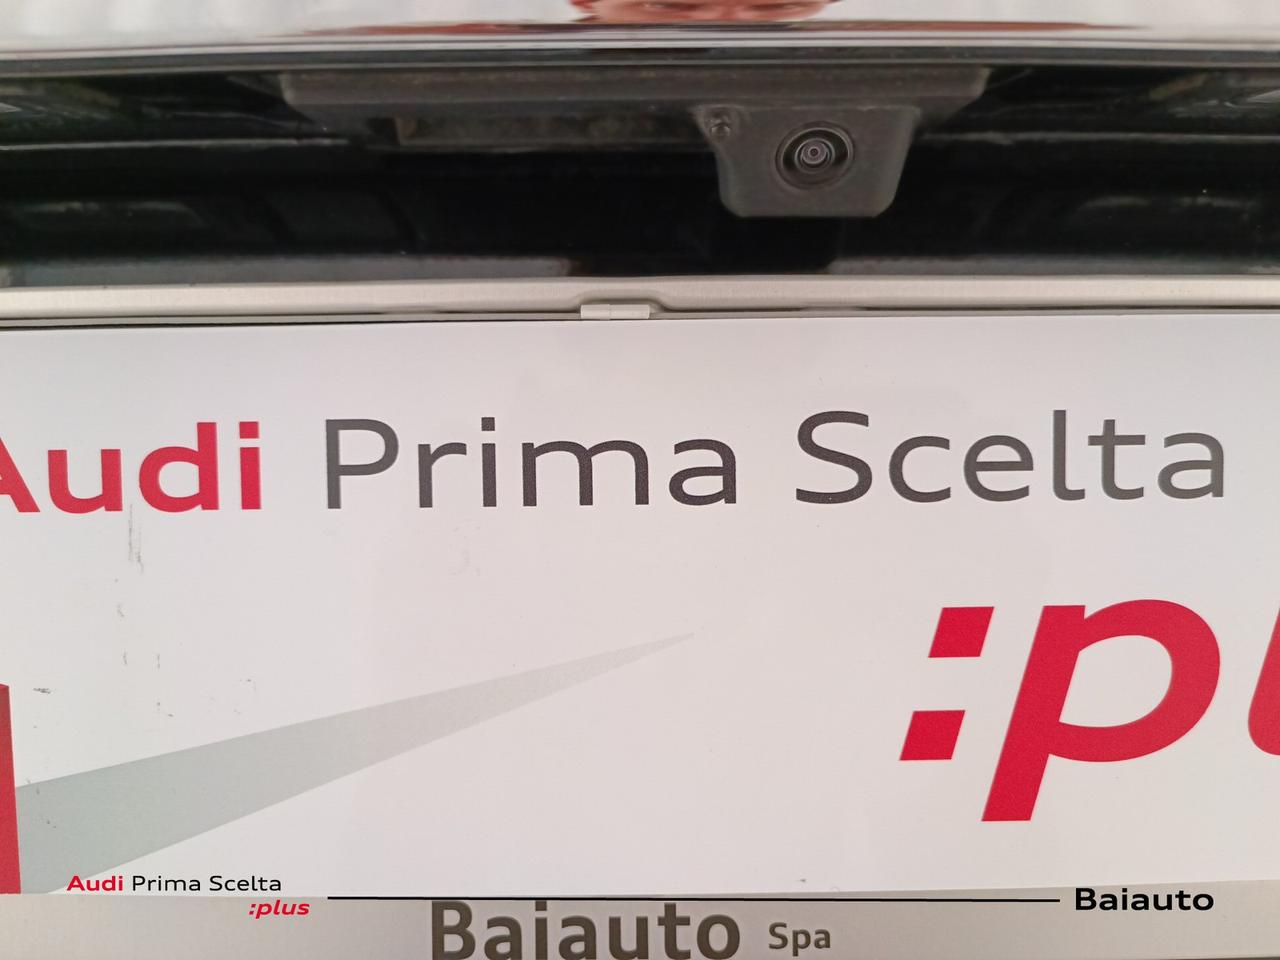 Audi Prima Scelta
:pl
Audi Prima Scelta
:plus
Baiauto
Baiauto Spa